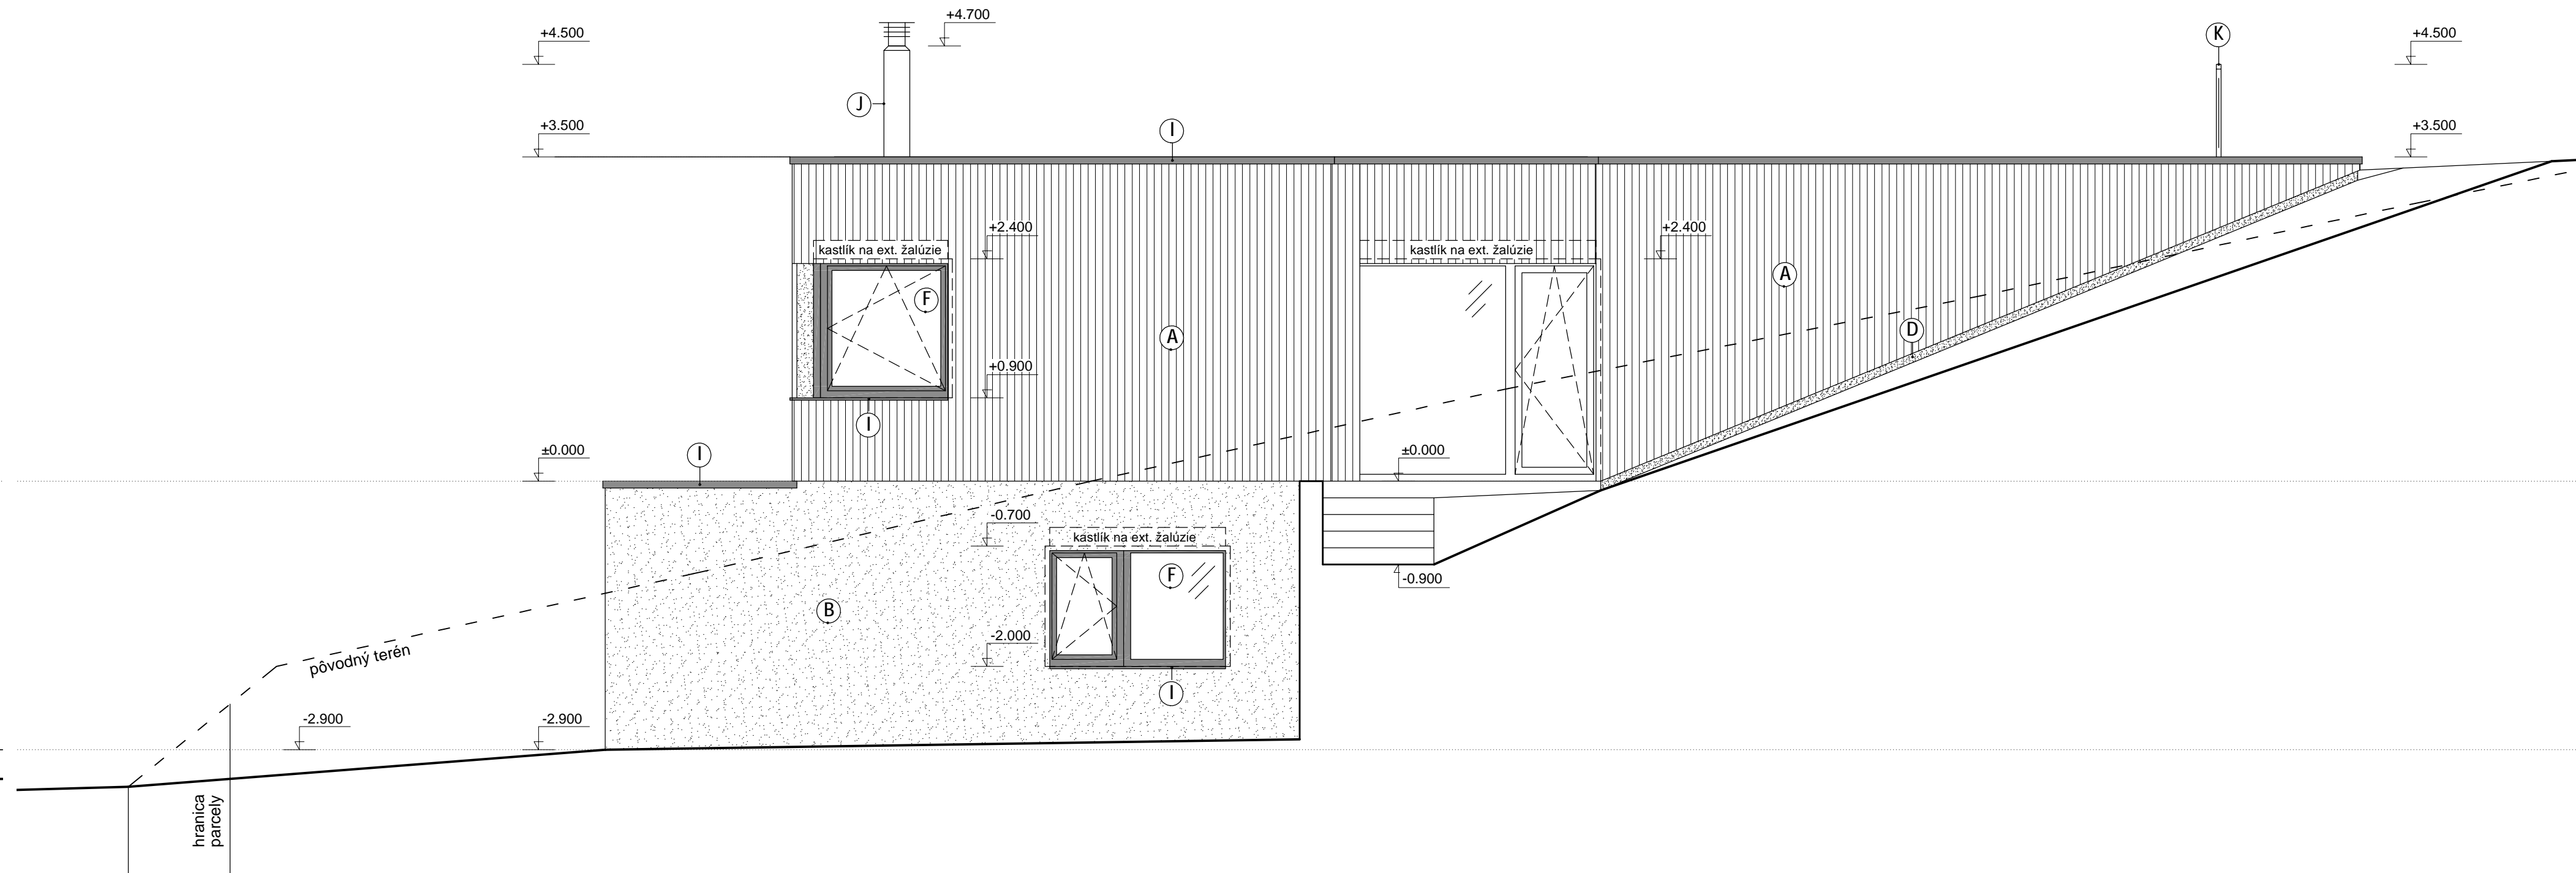 +4.700
+4.500
K
+4.500
J
+3.500
I
+3.500
+2.400
+2.400
kastlík na ext. žalúzie
kastlík na ext. žalúzie
A
F
D
A
+0.900
I
±0.000
I
±0.000
-0.700
kastlík na ext. žalúzie
F
-0.900
B
-2.000
pôvodný terén
I
-2.900
-2.900
hranica
parcely